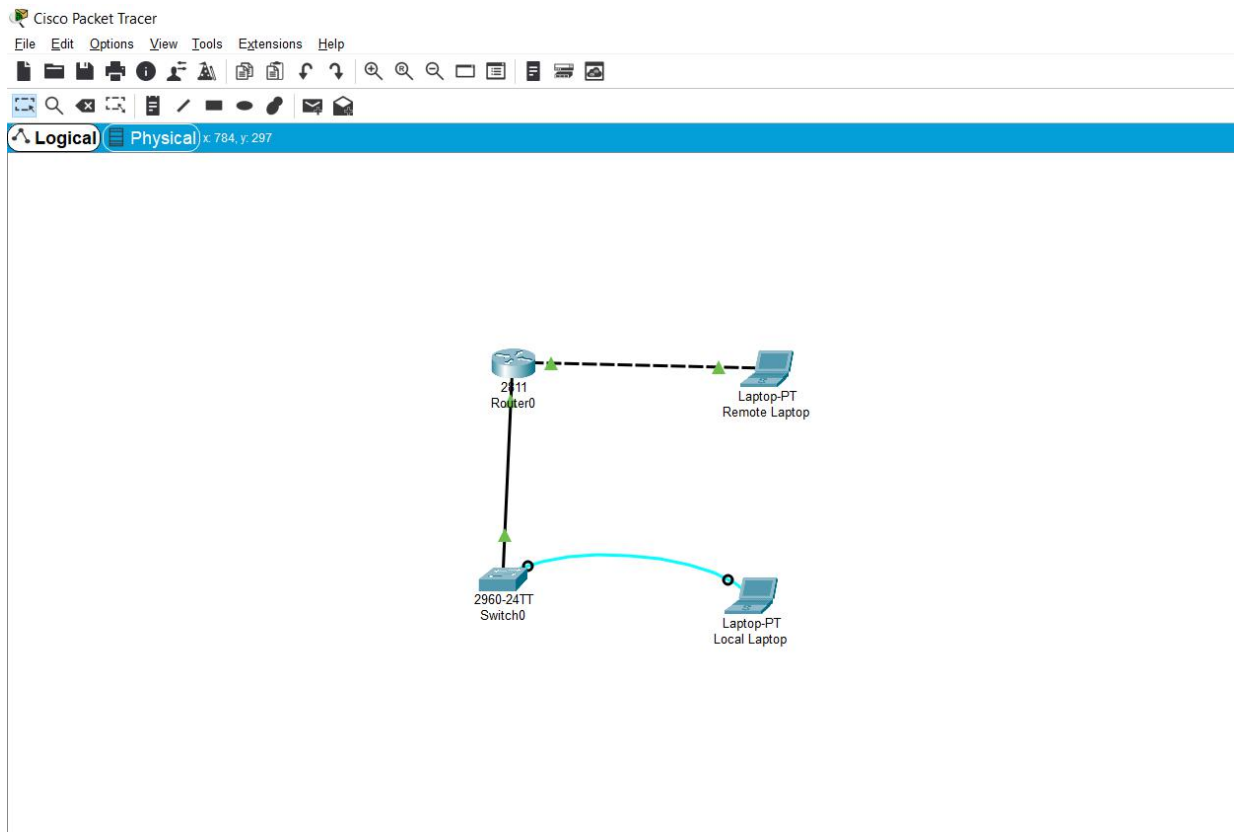 Cisco Packet Tracer
File Edit Options View Tools Extensions Help
Logical Physical x: 784, y: 297
2811
Router0
Laptop-PT
Remote Laptop
2960-24TT
Switch0
Laptop-PT
Local Laptop